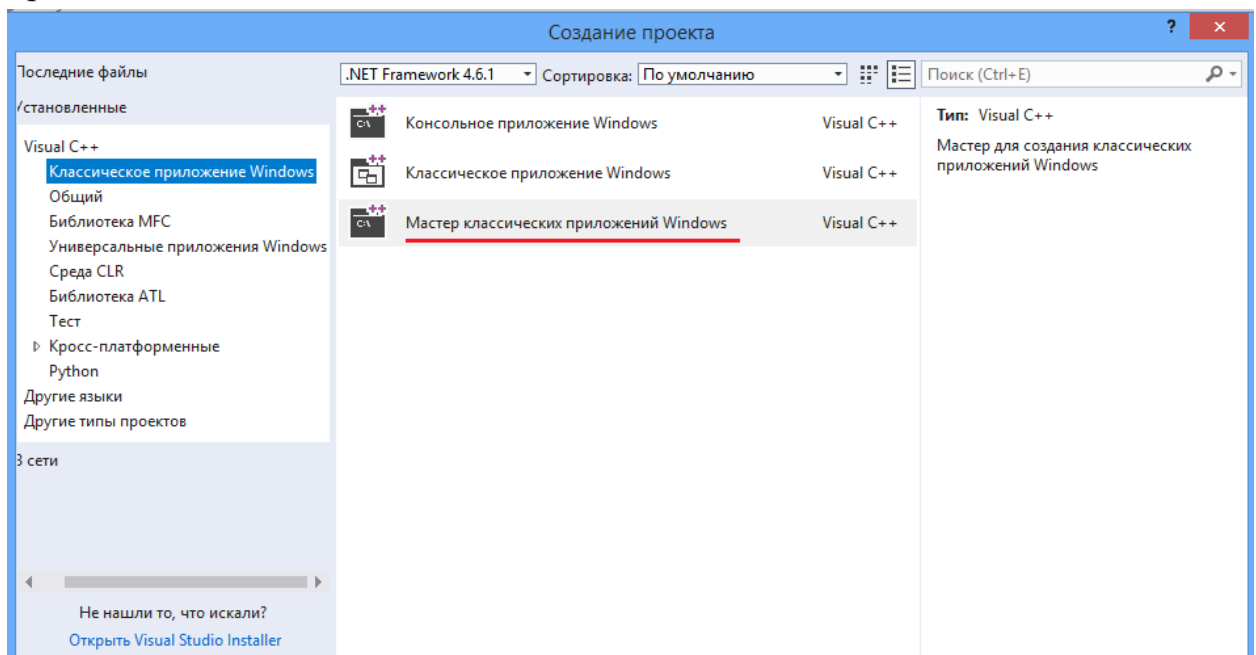 Создание проекта
?
Последние файлы
.NET Framework 4.6.1
Сортировка: По умолчанию
Поиск (Ctrl+E)
Установленные
Visual C++
Классическое приложение Windows
Общий
Библиотека MFC
Универсальные приложения Windows
Среда CLR
Библиотека ATL
Тест
Кросс-платформенные
Python
Другие языки
Другие типы проектов
В сети
Не нашли то, что искали?
Открыть Visual Studio Installer
Консольное приложение Windows Visual C++
Классическое приложение Windows Visual C++
Мастер классических приложений Windows Visual C++
Тип: Visual C++
Мастер для создания классических
приложений Windows